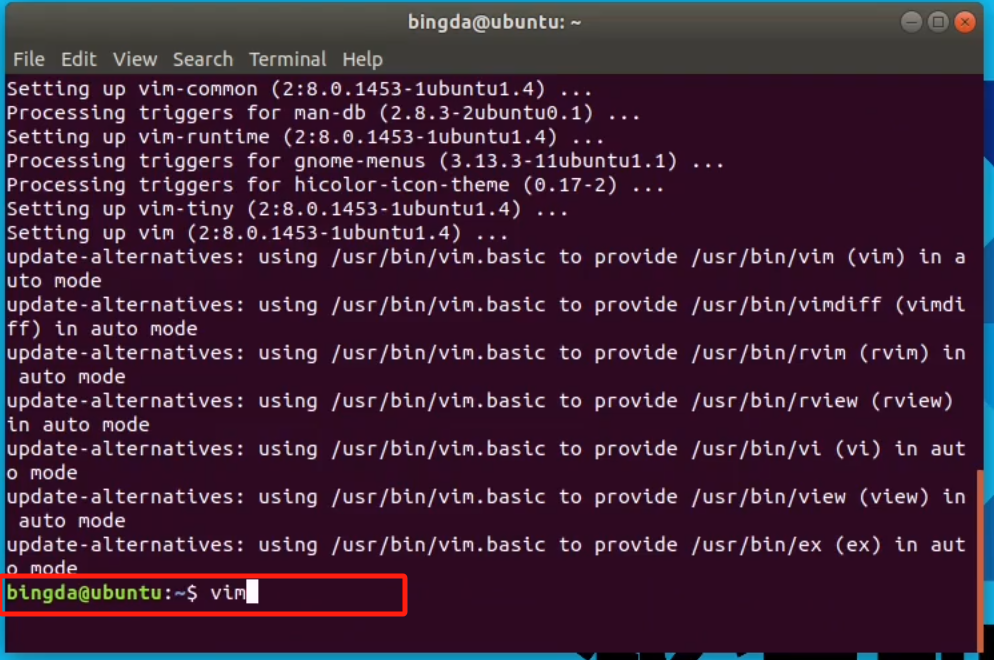 bingda@ubuntu: ~
File Edit View Search Terminal Help
Setting up vim-common (2:8.0.1453-1ubuntu1.4) ...
Processing triggers for man-db (2.8.3-2ubuntu0.1) ...
Setting up vim-runtime (2:8.0.1453-1ubuntu1.4) ...
Processing triggers for gnome-menus (3.13.3-11ubuntu1.1) ...
Processing triggers for hicolor-icon-theme (0.17-2) ...
Setting up vim-tiny (2:8.0.1453-1ubuntu1.4) ...
Setting up vim (2:8.0.1453-1ubuntu1.4) ...
update-alternatives: using /usr/bin/vim.basic to provide /usr/bin/vim (vim) in a
uto mode
update-alternatives: using /usr/bin/vim.basic to provide /usr/bin/vimdiff (vimdi
ff) in auto mode
update-alternatives: using /usr/bin/vim.basic to provide /usr/bin/rvim (rvim) in
 auto mode
update-alternatives: using /usr/bin/vim.basic to provide /usr/bin/rview (rview)
in auto mode
update-alternatives: using /usr/bin/vim.basic to provide /usr/bin/vi (vi) in aut
o mode
update-alternatives: using /usr/bin/vim.basic to provide /usr/bin/view (view) in
 auto mode
update-alternatives: using /usr/bin/vim.basic to provide /usr/bin/ex (ex) in aut
o mode
bingda@ubuntu:~$ vim